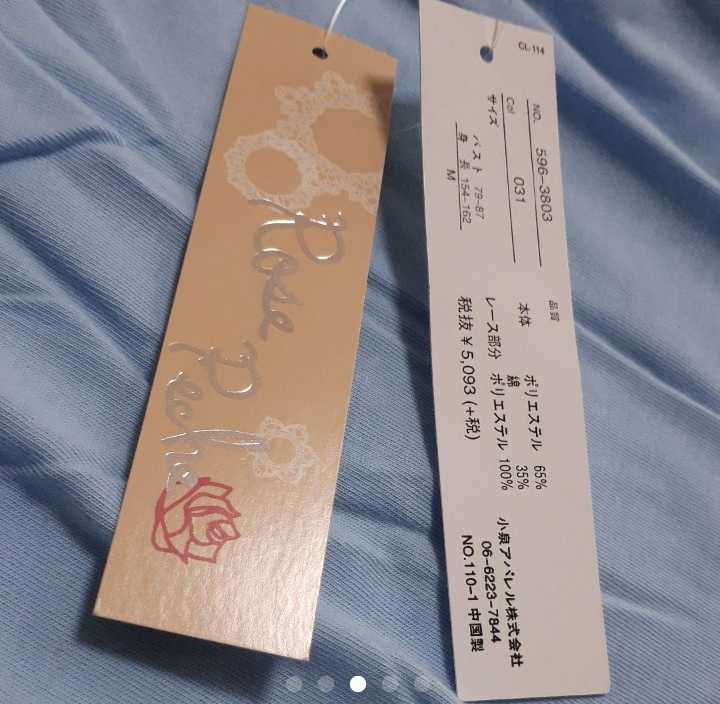 Rose
Peche
CL-114
NO. 596-3803
Col 031
サイズ
バスト 79-87
身長 154-162
M
品質
本体 ポリエステル 65%
綿 35%
レース部分 ポリエステル 100%
税抜 ¥5,093 (+税)
小泉アパレル株式会社
06-6223-7844
NO.110-1 中国製